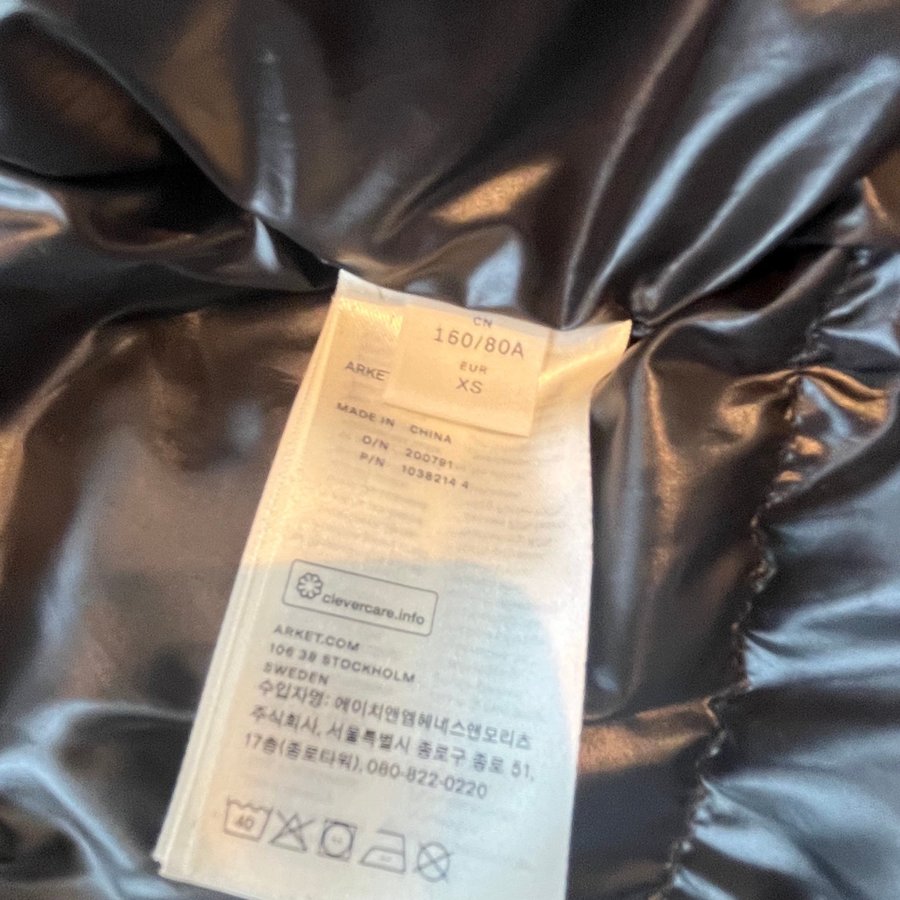 CN
160/80A
EUR
XS
ARKE
MADE IN CHINA
O/N 200791
P/N 1038214 4
clevercare.info
ARKET.COM
106 38 STOCKHOLM
SWEDEN
수입자명: 에이치앤엠헤네스앤모리츠
주식회사, 서울특별시 종로구 종로 51,
17층(종로타워).080-822-0220
40